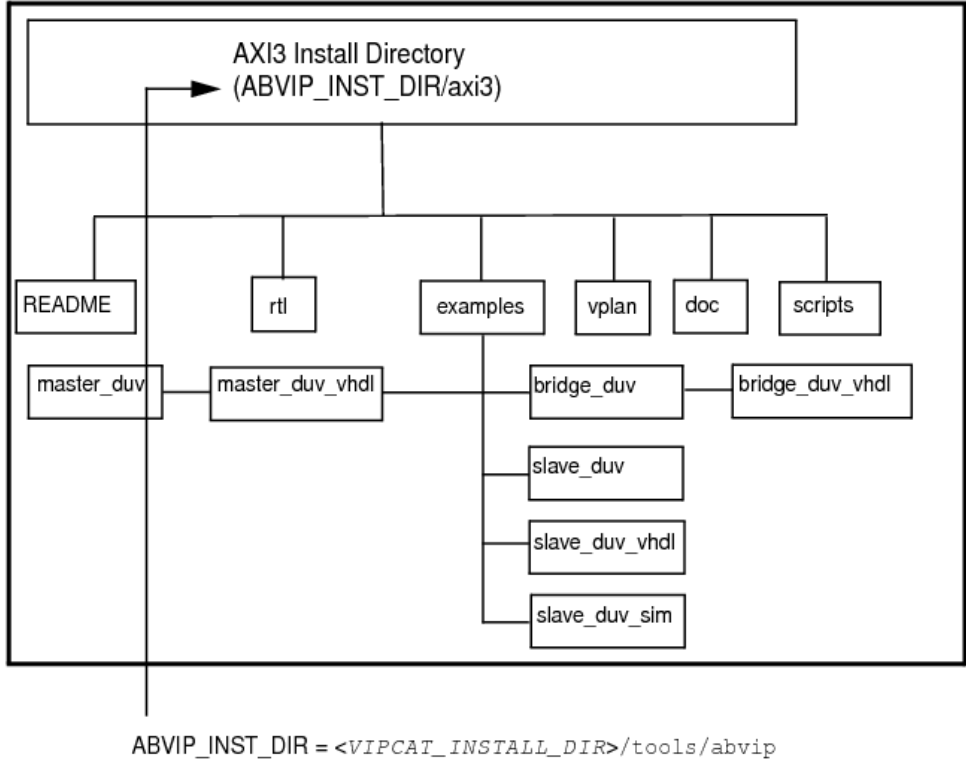 AXI3 Install Directory
(ABVIP_INST_DIR/axi3)
README
rtl
examples
vplan
doc
scripts
master_duv
master_duv_vhdl
bridge_duv
bridge_duv_vhdl
slave_duv
slave_duv_vhdl
slave_duv_sim
ABVIP_INST_DIR = <VIPCAT_INSTALL_DIR>/tools/abvip